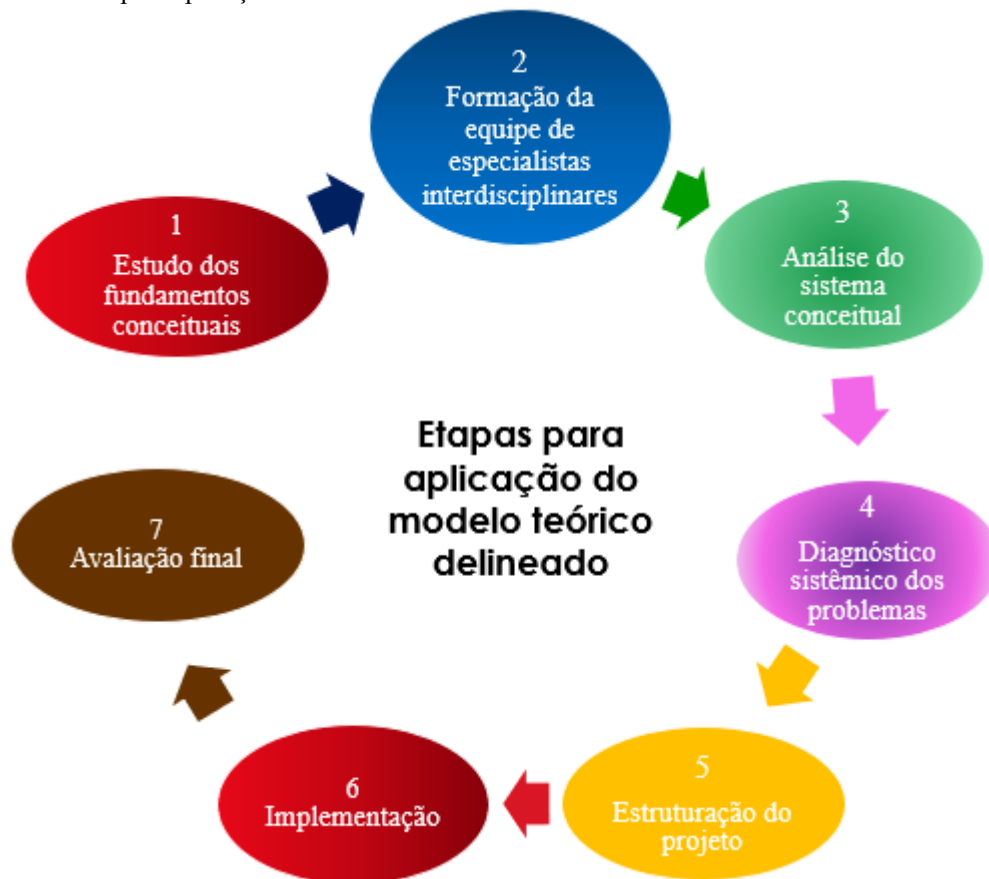 1
Estudo dos
fundamentos
conceituais
2
Formação da
equipe de
especialistas
interdisciplinares
3
Análise do
sistema
conceitual
4
Diagnóstico
sistêmico dos
problemas
5
Estruturação do
projeto
6
Implementação
7
Avaliação final
Etapas para
aplicação do
modelo teórico
delineado